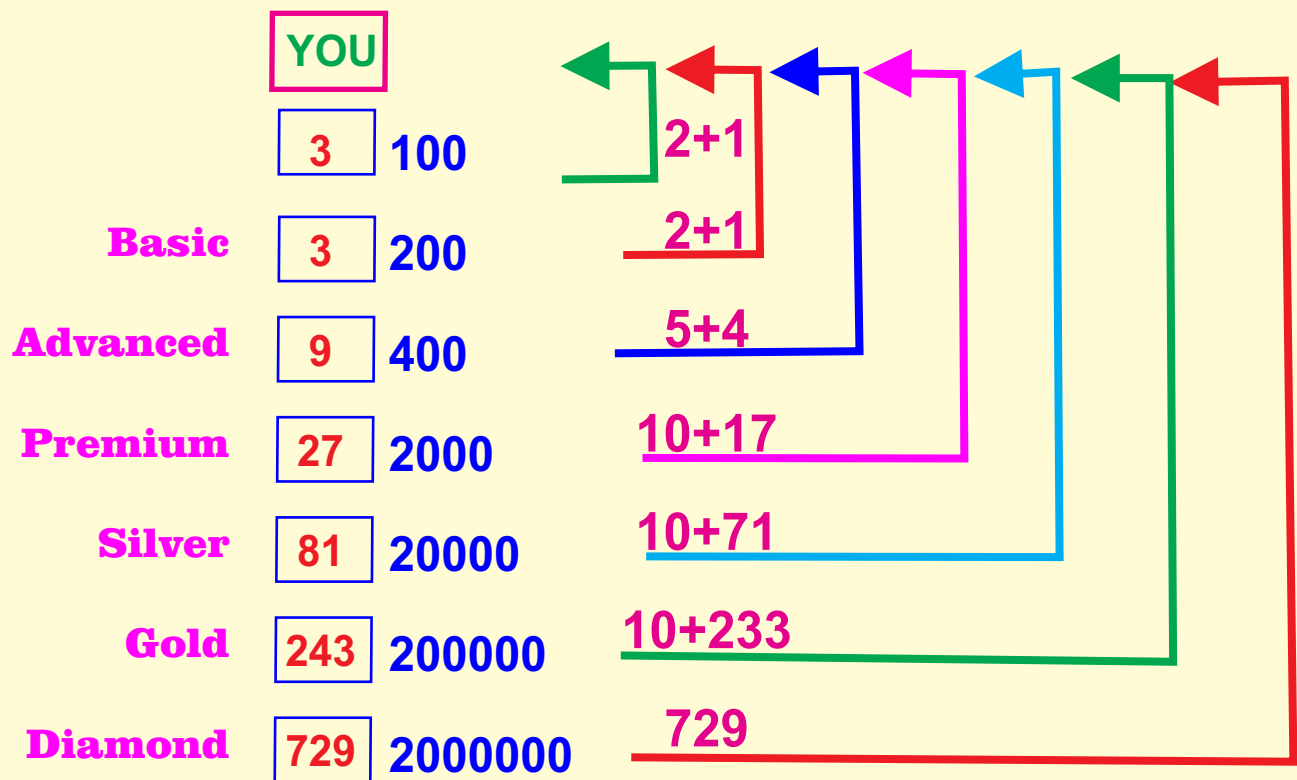 YOU
3 100 2+1
Basic 3 200 2+1
Advanced 9 400 5+4
Premium 27 2000 10+17
Silver 81 20000 10+71
Gold 243 200000 10+233
Diamond 729 2000000 729